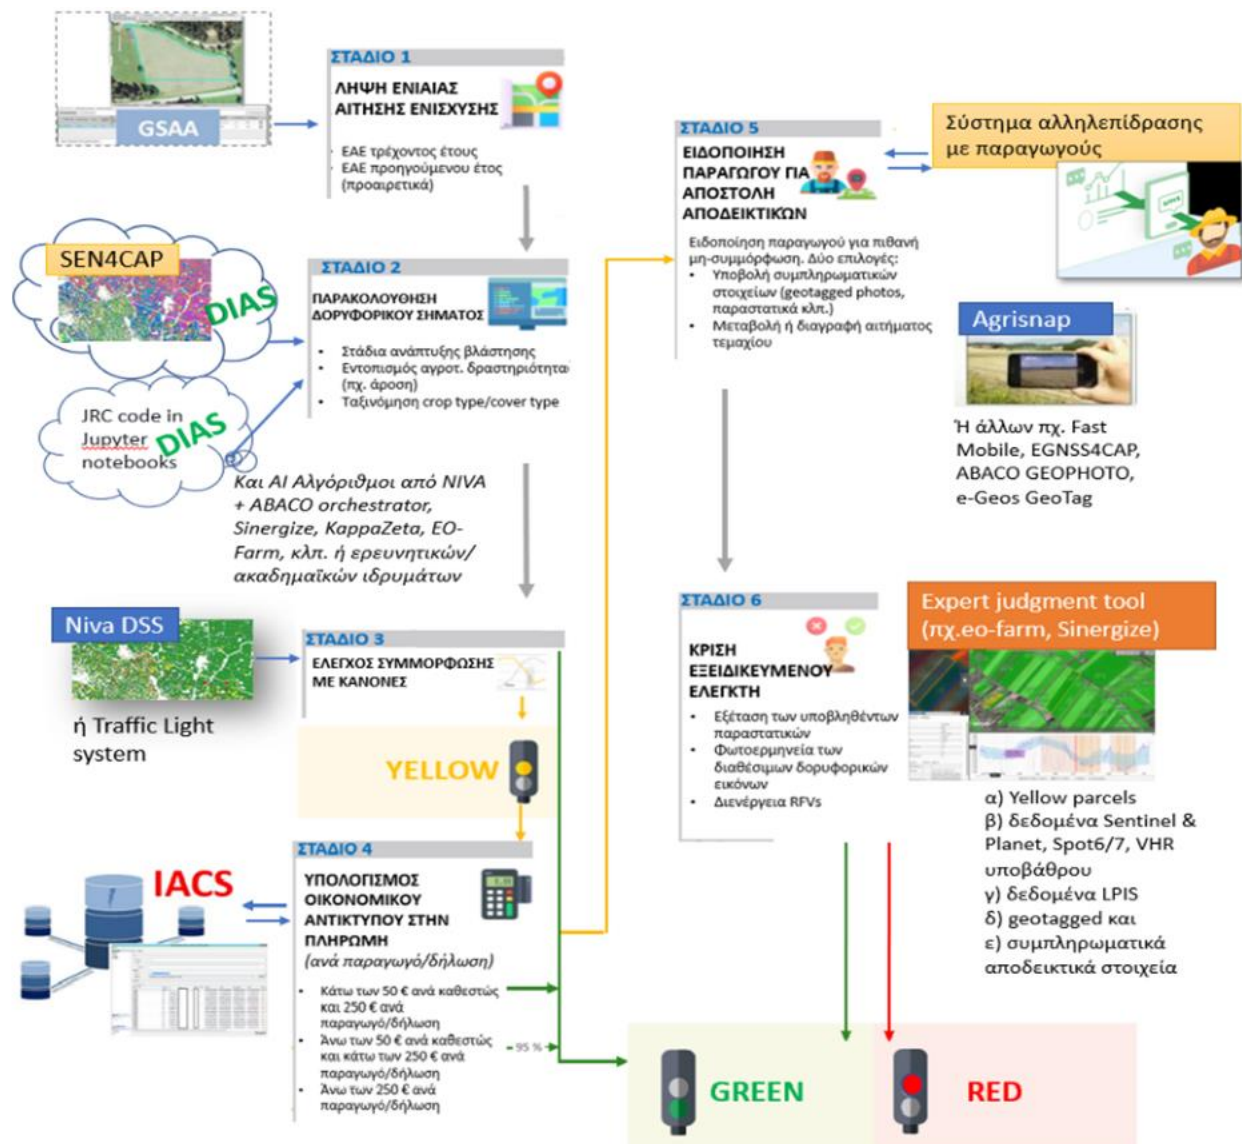 GSAA
ΣΤΑΔΙΟ 1
ΛΗΨΗ ΕΝΙΑΙΑΣ
ΑΙΤΗΣΗΣ ΕΝΙΣΧΥΣΗΣ
ΕΑΕ τρέχοντος έτους
ΕΑΕ προηγούμενου έτος
(προαιρετικά)
SEN4CAP
DIAS
ΣΤΑΔΙΟ 2
ΠΑΡΑΚΟΛΟΥΘΗΣΗ
ΔΟΡΥΦΟΡΙΚΟΥ ΣΗΜΑΤΟΣ
• Στάδια ανάπτυξης βλάστησης
• Εντοπισμός αγροτ. δραστηριότητα
(πχ. άροση)
• Ταξινόμηση crop type/cover type
JRC code in
Jupyter
notebooks
DIAS
Και AI Αλγόριθμοι από NIVA
+ ABACO orchestrator,
Sinergize, KappaZeta, EO-
Farm, κλπ. ή ερευνητικών/
ακαδημαϊκών ιδρυμάτων
Niva DSS
ή Traffic Light
system
ΣΤΑΔΙΟ 3
ΕΛΕΓΧΟΣ ΣΥΜΜΟΡΦΩΣΗΣ
ΜΕ ΚΑΝΟΝΕΣ
YELLOW
IACS
ΣΤΑΔΙΟ 4
ΥΠΟΛΟΓΙΣΜΟΣ
ΟΙΚΟΝΟΜΙΚΟΥ
ΑΝΤΙΚΤΥΠΟΥ ΣΤΗΝ
ΠΛΗΡΩΜΗ
(ανά παραγωγό/δήλωση)
• Κάτω των 50 € ανά καθεστώς
και 250 € ανά
παραγωγό/δήλωση
• Άνω των 50 € ανά καθεστώς
και κάτω των 250 € ανά
παραγωγό/δήλωση
• Άνω των 250 € ανά
παραγωγό/δήλωση
95 %
ΣΤΑΔΙΟ 5
ΕΙΔΟΠΟΙΗΣΗ
ΠΑΡΑΓΩΓΟΥ ΓΙΑ
ΑΠΟΣΤΟΛΗ
ΑΠΟΔΕΙΚΤΙΚΩΝ
Ειδοποίηση παραγωγού για πιθανή
μη-συμμόρφωση. Δύο επιλογές:
• Υποβολή συμπληρωματικών
στοιχείων (geotagged photos,
παραστατικά κλπ.)
• Μεταβολή ή διαγραφή αιτήματος
τεμαχίου
Σύστημα αλληλεπίδρασης
με παραγωγούς
Agrisnap
Ή άλλων πχ. Fast
Mobile, EGNSS4CAP,
ABACO GEOPHOTO,
e-Geos GeoTag
ΣΤΑΔΙΟ 6
ΚΡΙΣΗ
ΕΞΕΙΔΙΚΕΥΜΕΝΟΥ
ΕΛΕΓΚΤΗ
• Εξέταση των υποβληθέντων
παραστατικών
• Φωτοερμηνεία των
διαθέσιμων δορυφορικών
εικόνων
• Διενέργεια RFVs
Expert judgment tool
(πχ.eo-farm, Sinergize)
α) Yellow parcels
β) δεδομένα Sentinel &
Planet, Spot6/7, VHR
υποβάθρου
γ) δεδομένα LPIS
δ) geotagged και
ε) συμπληρωματικά
αποδεικτικά στοιχεία
GREEN
RED